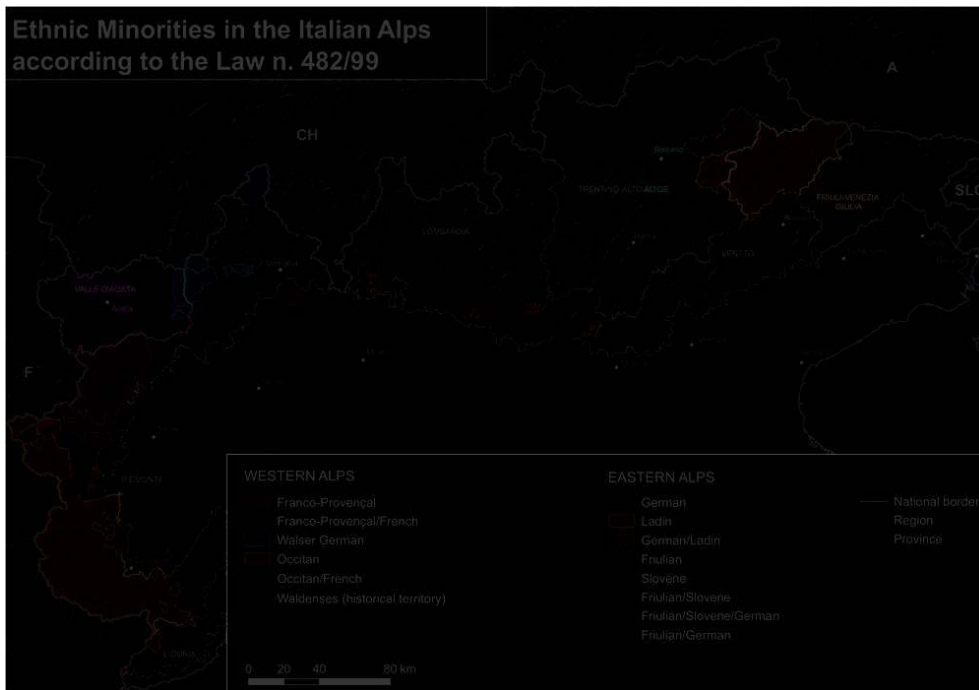 Ethnic Minorities in the Italian Alps
according to the Law n. 482/99
A
CH
SLO
TRENTINO-ALTO ADIGE
FRIULI-VENEZIA
GIULIA
LOMBARDIA
VENETO
VALLE D'AOSTA
Aosta
F
PIEMONTE
LIGURIA
WESTERN ALPS
Franco-Provençal
Franco-Provençal/French
Walser German
Occitan
Occitan/French
Waldenses (historical territory)
EASTERN ALPS
German
Ladin
German/Ladin
Friulian
Slovene
Friulian/Slovene
Friulian/Slovene/German
Friulian/German
National border
Region
Province
0 20 40 80 km